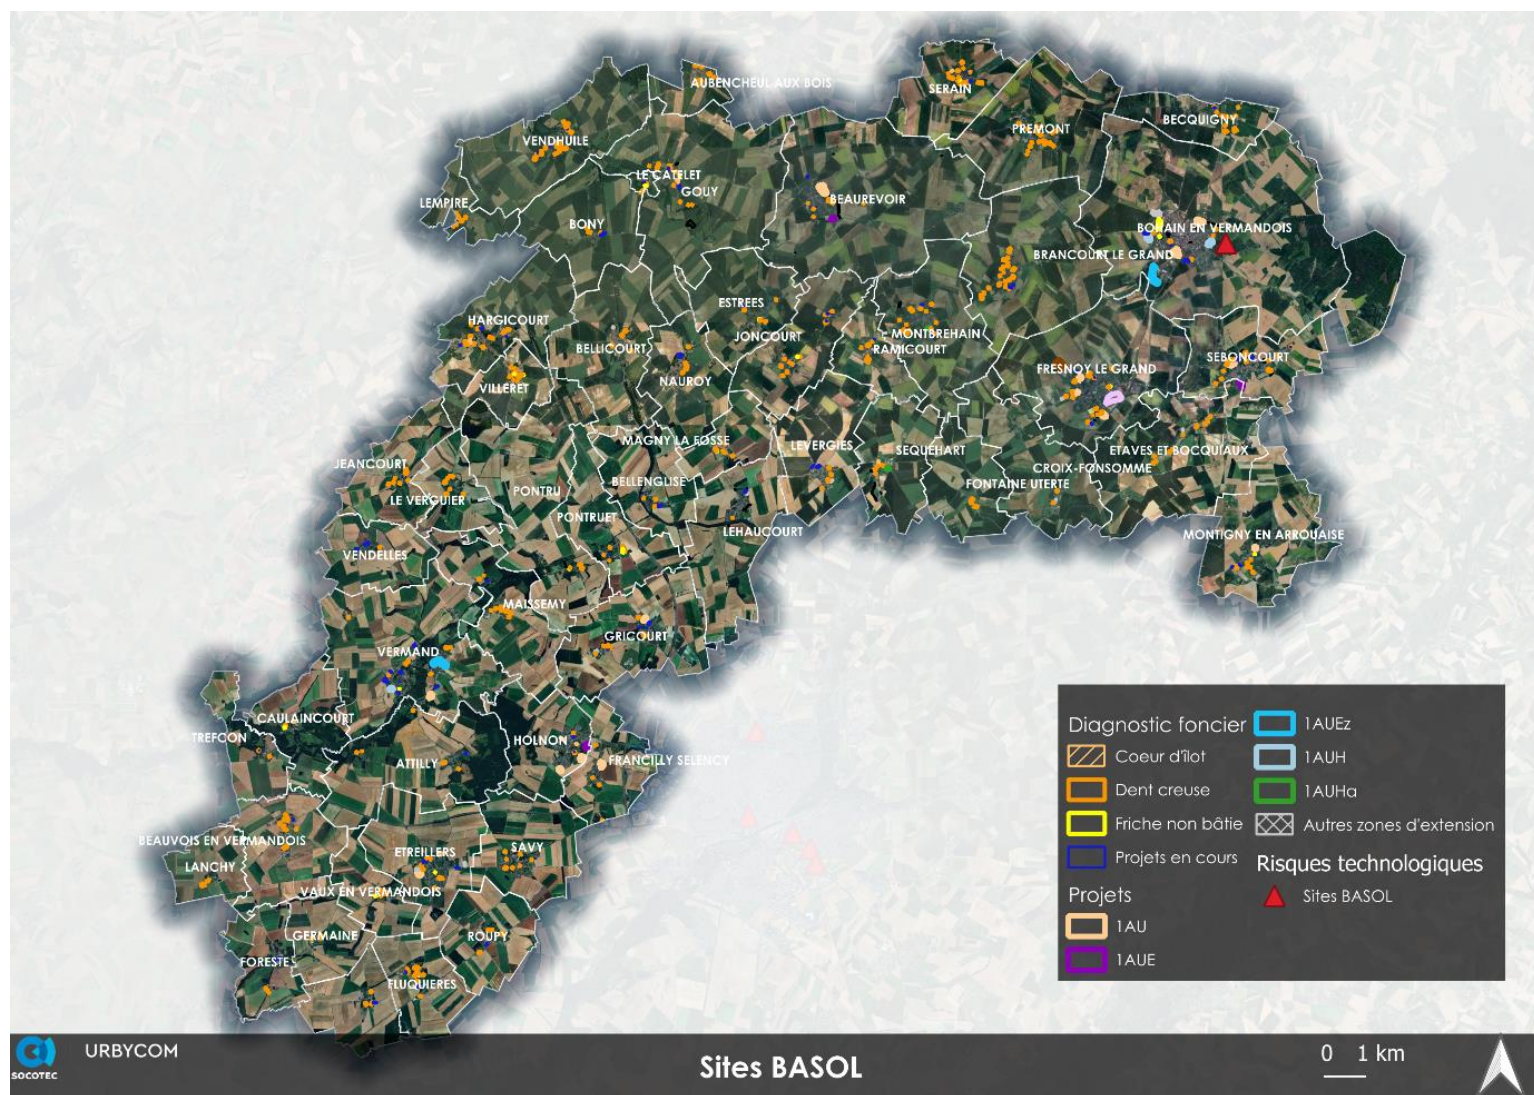 AUBENCHEUL AUX BOIS
SERAIN
BECQUIGNY
PREMONT
VENDHUILE
LE CATELET
GOUY
BEAUREVOIR
LEMPIRE
BONY
BOHAIN EN VERMANDOIS
BRANCOURT LE GRAND
ESTREES
HARGICOURT
JONCOURT
MONTBREHAIN
BELLICOURT
RAMICOURT
SEBONCOURT
FRESNOY LE GRAND
NAUROY
VILLERET
MAGNY LA FOSSE
LEVERGIES
SEQUEHART
ETAVES ET BOCQUIAUX
JEANCOURT
CROIX-FONSOMME
BELLENGLISE
FONTAINE UTERTE
LE VERGUIER
PONTRU
PONTRUET
LEHAUCOURT
MONTIGNY EN ARROUAISE
VENDELLES
MAISSEMY
GRICOURT
VERMAND
CAULAINCOURT
TREFCON
HOLNON
FRANCILLY SELENCY
ATTILLY
BEAUVOIS EN VERMANDOIS
ETREILLERS
SAVY
LANCHY
VAUX EN VERMANDOIS
GERMAINE
ROUPY
FORESTE
FLUQUIERES
Diagnostic foncier
Coeur d'îlot
Dent creuse
Friche non bâtie
Projets en cours
Projets
1AU
1AUE
1AUEz
1AUH
1AUHa
Autres zones d'extension
Risques technologiques
Sites BASOL
SOCOTEC
URBYCOM
Sites BASOL
0 1 km